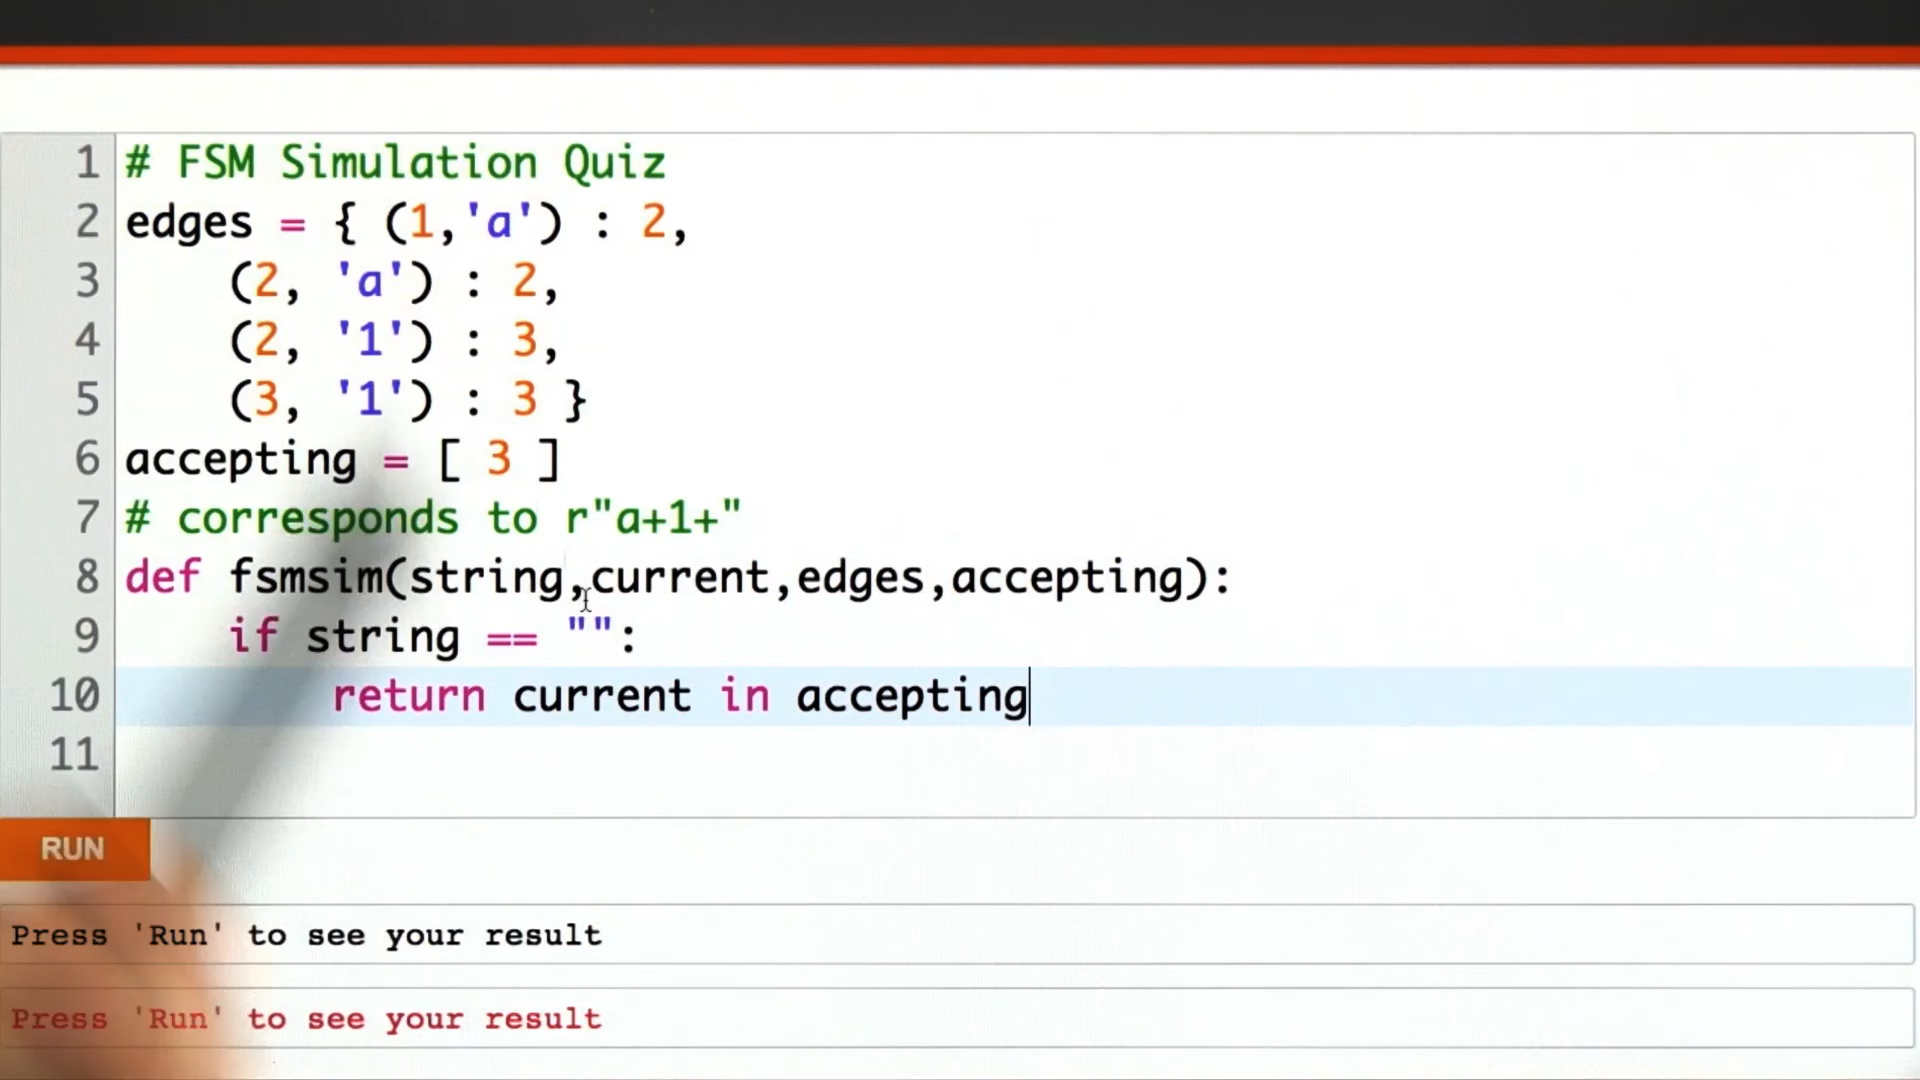 1 # FSM Simulation Quiz
2 edges = { (1,'a') : 2,
3     (2, 'a') : 2,
4     (2, '1') : 3,
5     (3, '1') : 3 }
6 accepting = [ 3 ]
7 # corresponds to r"a+1+"
8 def fsmsim(string,current,edges,accepting):
9     if string == "":
10         return current in accepting
11
RUN
Press 'Run' to see your result
Press 'Run' to see your result